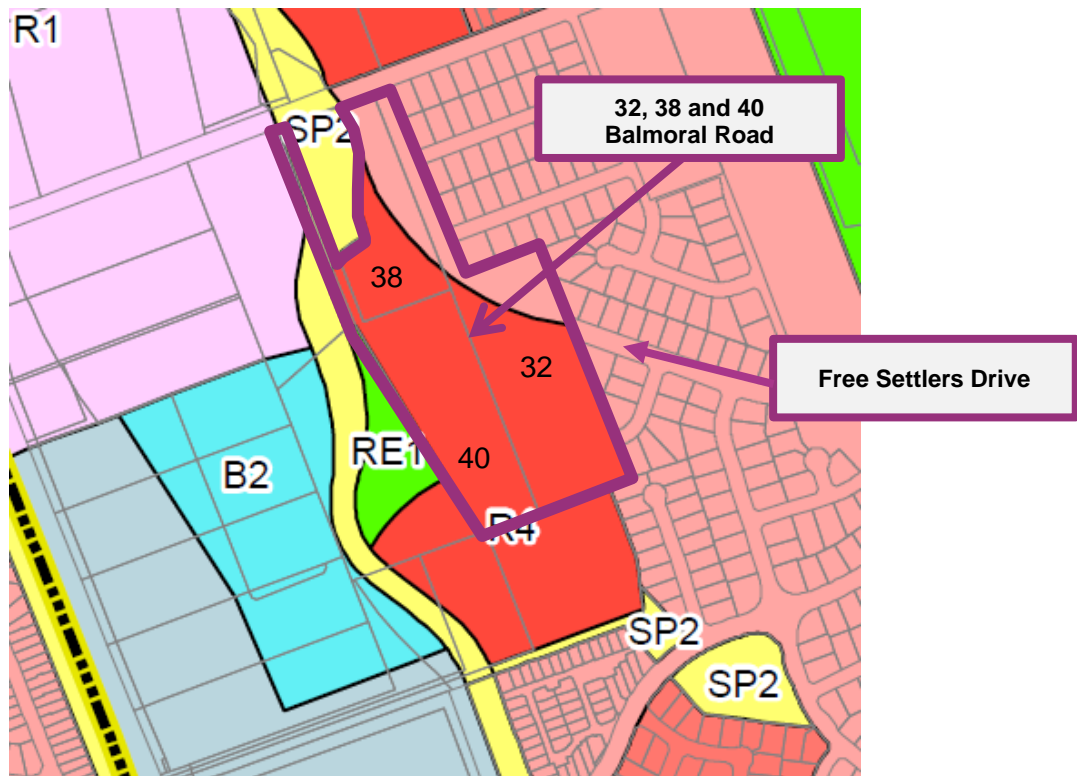 R1
32, 38 and 40
Balmoral Road
SP2
38
32
Free Settlers Drive
RE1
40
B2
R4
SP2
SP2